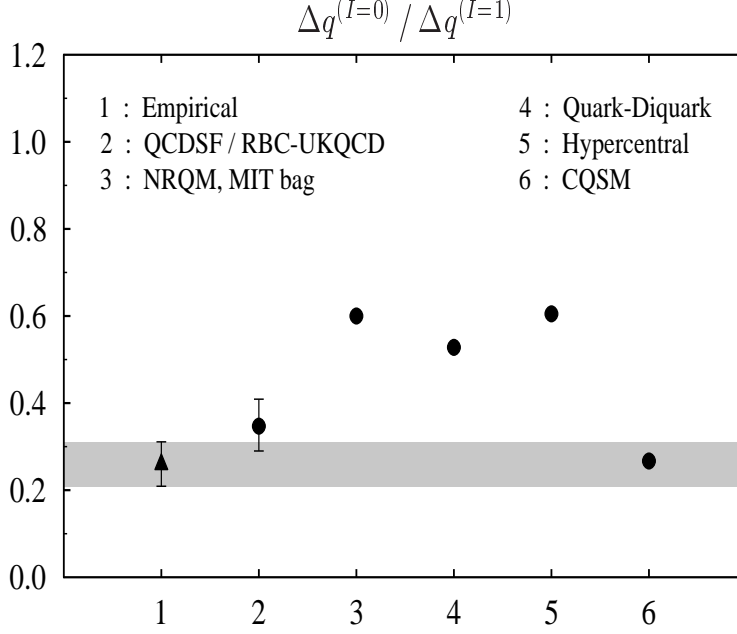 Δq^(I=0) / Δq^(I=1)
1.2
1 : Empirical
2 : QCDSF / RBC-UKQCD
3 : NRQM, MIT bag
4 : Quark-Diquark
5 : Hypercentral
6 : CQSM
1.0
0.8
0.6
0.4
0.2
0.0
1 2 3 4 5 6